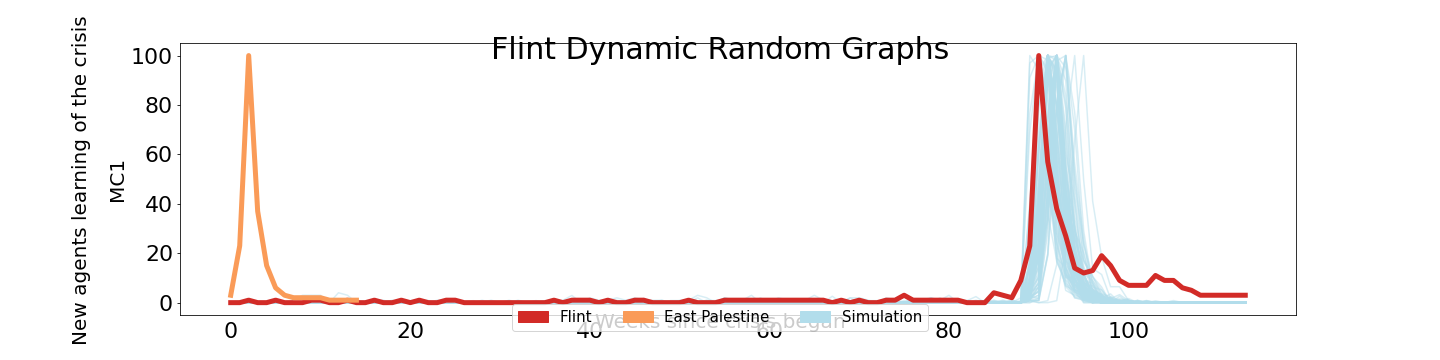 Flint Dynamic Random Graphs
New agents learning of the crisis
MC1
100
80
60
40
20
0
0 20 40 60 80 100
Weeks since crisis began
Flint East Palestine Simulation